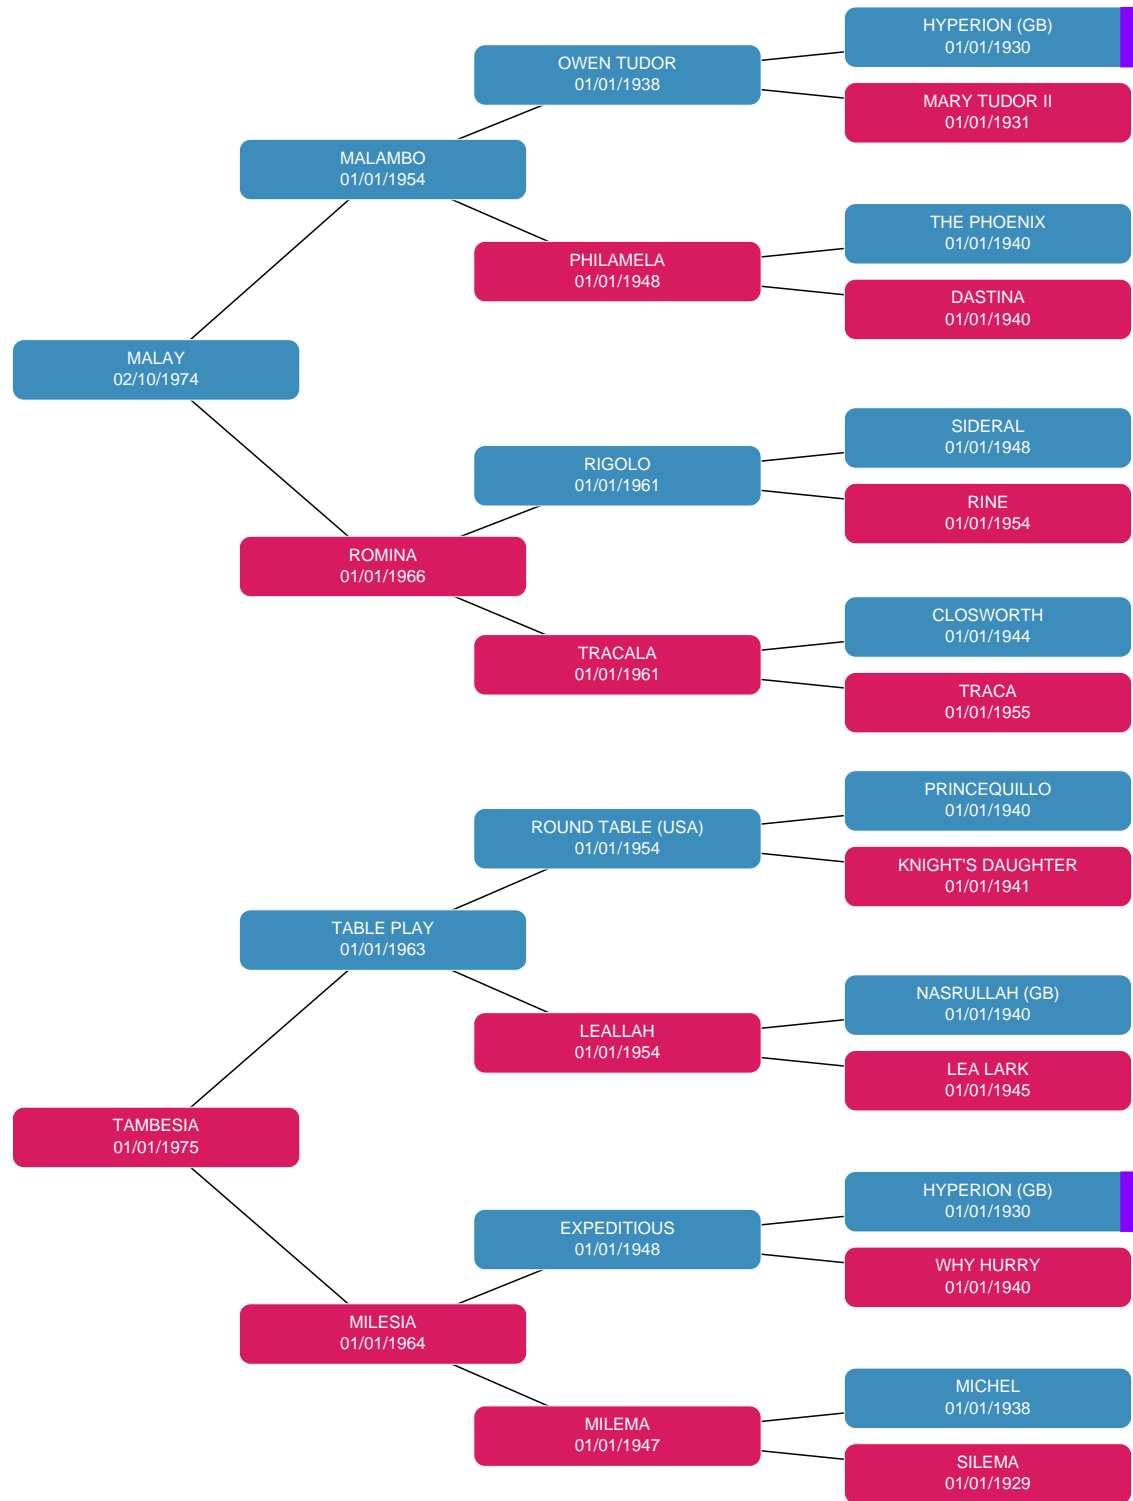 HYPERION (GB)
01/01/1930
OWEN TUDOR
01/01/1938
MARY TUDOR II
01/01/1931
MALAMBO
01/01/1954
THE PHOENIX
01/01/1940
PHILAMELA
01/01/1948
DASTINA
01/01/1940
MALAY
02/10/1974
SIDERAL
01/01/1948
RIGOLO
01/01/1961
RINE
01/01/1954
ROMINA
01/01/1966
CLOSWORTH
01/01/1944
TRACALA
01/01/1961
TRACA
01/01/1955
PRINCEQUILLO
01/01/1940
ROUND TABLE (USA)
01/01/1954
KNIGHT'S DAUGHTER
01/01/1941
TABLE PLAY
01/01/1963
NASRULLAH (GB)
01/01/1940
LEALLAH
01/01/1954
LEA LARK
01/01/1945
TAMBESIA
01/01/1975
HYPERION (GB)
01/01/1930
EXPEDITIOUS
01/01/1948
WHY HURRY
01/01/1940
MILESIA
01/01/1964
MICHEL
01/01/1938
MILEMA
01/01/1947
SILEMA
01/01/1929